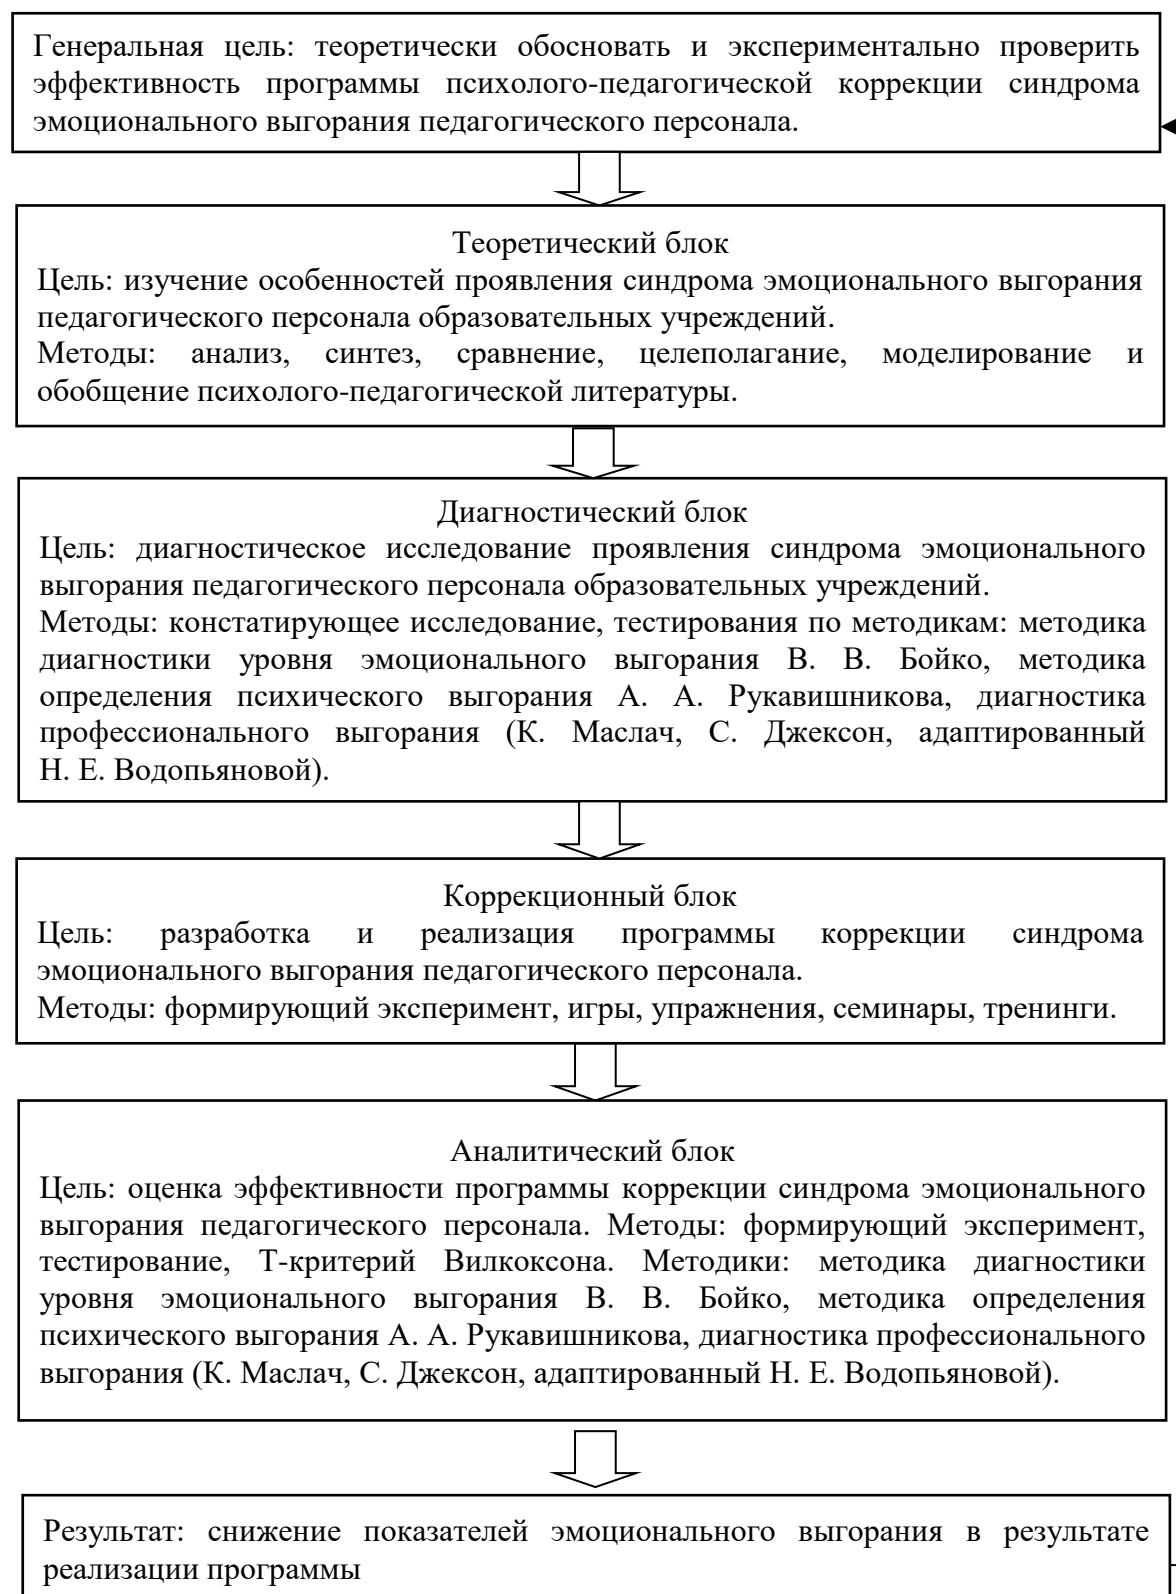 Генеральная цель: теоретически обосновать и экспериментально проверить
эффективность программы психолого-педагогической коррекции синдрома
эмоционального выгорания педагогического персонала.
Теоретический блок
Цель: изучение особенностей проявления синдрома эмоционального выгорания
педагогического персонала образовательных учреждений.
Методы: анализ, синтез, сравнение, целеполагание, моделирование и
обобщение психолого-педагогической литературы.
Диагностический блок
Цель: диагностическое исследование проявления синдрома эмоционального
выгорания педагогического персонала образовательных учреждений.
Методы: констатирующее исследование, тестирования по методикам: методика
диагностики уровня эмоционального выгорания В. В. Бойко, методика
определения психического выгорания А. А. Рукавишникова, диагностика
профессионального выгорания (К. Маслач, С. Джексон, адаптированный
Н. Е. Водопьяновой).
Коррекционный блок
Цель: разработка и реализация программы коррекции синдрома
эмоционального выгорания педагогического персонала.
Методы: формирующий эксперимент, игры, упражнения, семинары, тренинги.
Аналитический блок
Цель: оценка эффективности программы коррекции синдрома эмоционального
выгорания педагогического персонала. Методы: формирующий эксперимент,
тестирование, Т-критерий Вилкоксона. Методики: методика диагностики
уровня эмоционального выгорания В. В. Бойко, методика определения
психического выгорания А. А. Рукавишникова, диагностика профессионального
выгорания (К. Маслач, С. Джексон, адаптированный Н. Е. Водопьяновой).
Результат: снижение показателей эмоционального выгорания в результате
реализации программы